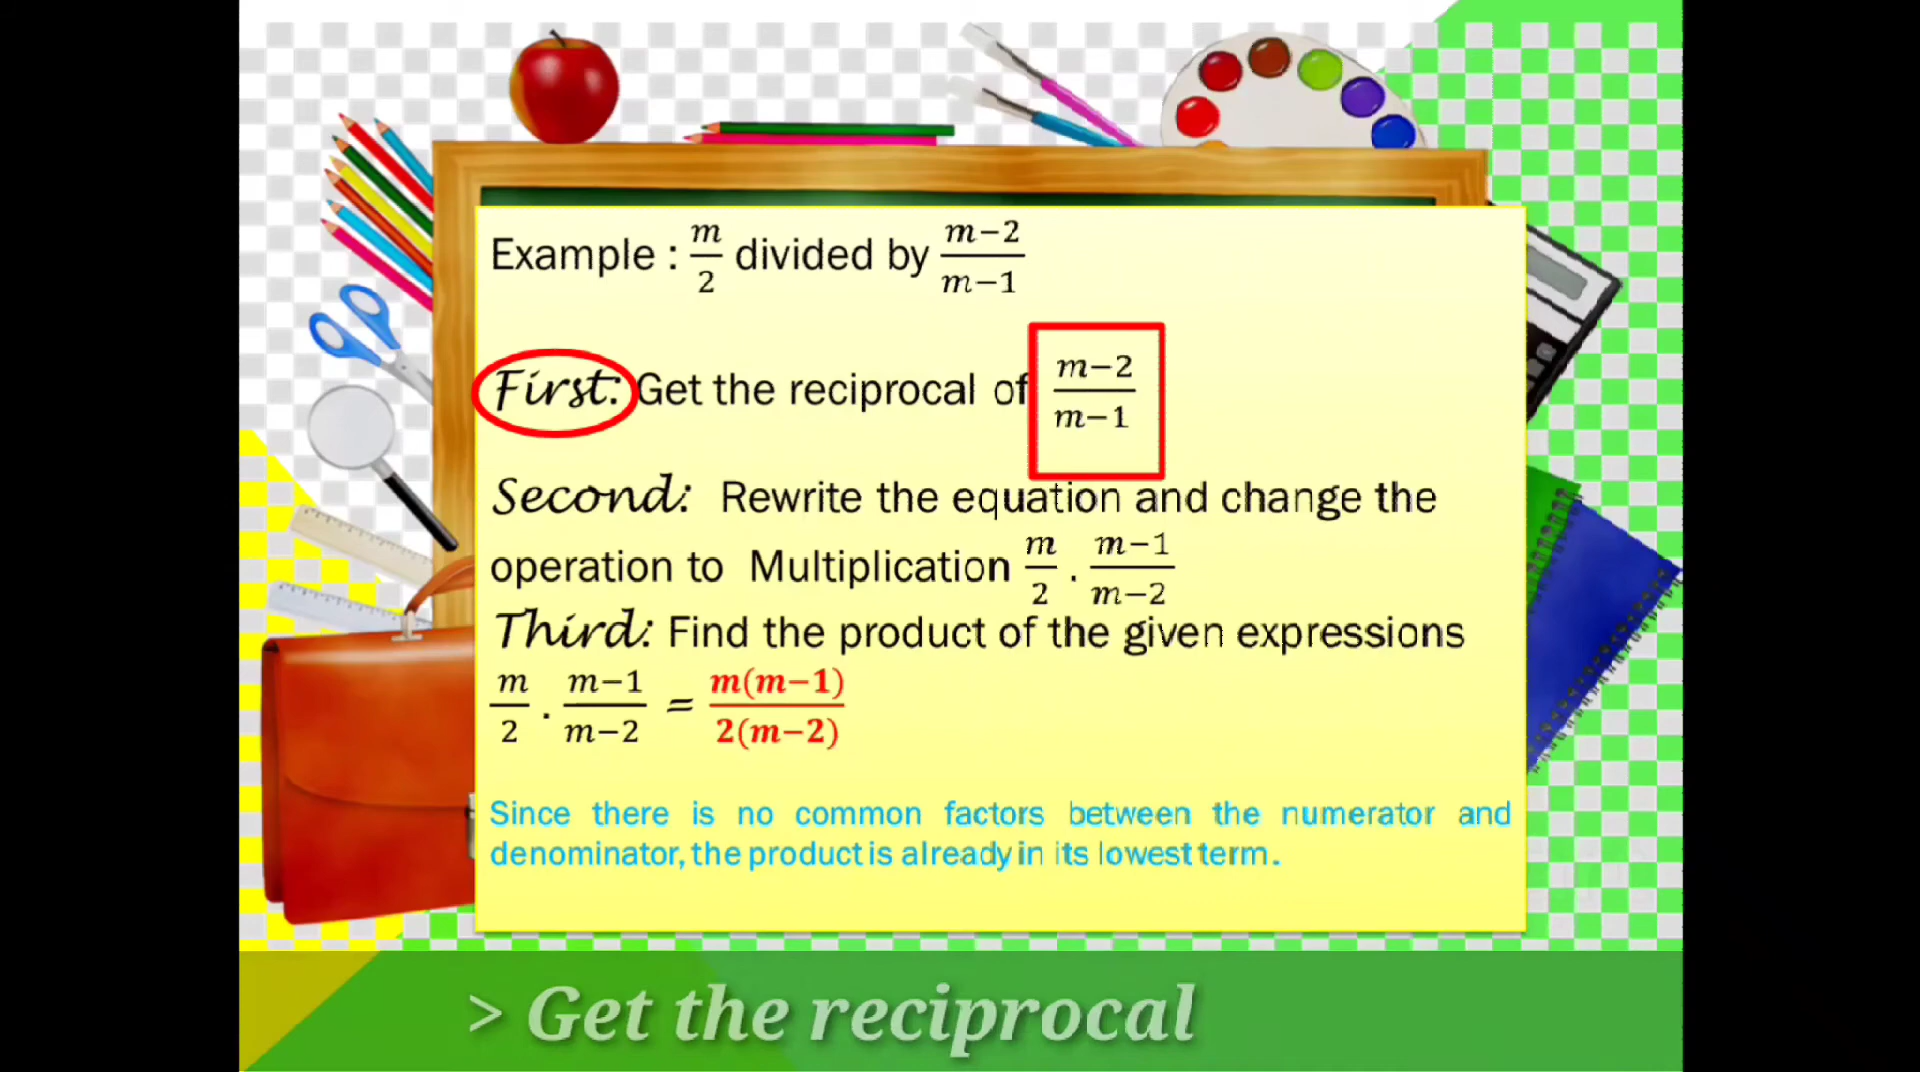 Example : m/2 divided by m−2/m−1
First: Get the reciprocal of m−2/m−1
Second: Rewrite the equation and change the
operation to Multiplication m/2 . m−1/m−2
Third: Find the product of the given expressions
m/2 . m−1/m−2 = m(m−1)/2(m−2)
Since there is no common factors between the numerator and
denominator, the product is already in its lowest term.
> Get the reciprocal